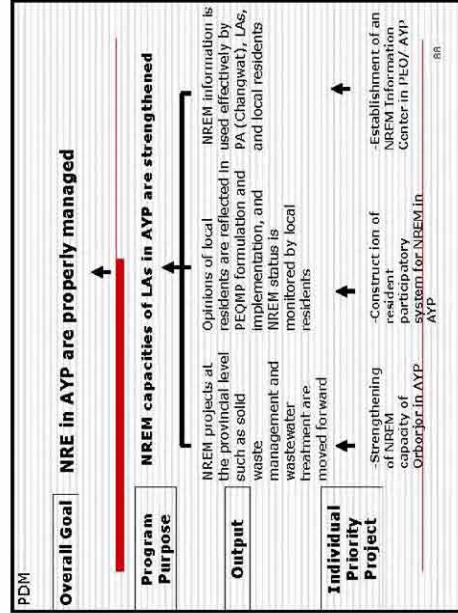 PDM
Overall Goal
NRE in AYP are properly managed
Program
Purpose
NREM capacities of LAs in AYP are strengthened
Output
NREM projects at
the provincial level
such as solid
waste
management and
wastewater
treatment are
moved forward
Opinions of local
residents are reflected in
PEQMP formulation and
implementation, and
NREM status is
monitored by local
residents
NREM information is
used effectively by
PA (Changwat), LAs,
and local residents
Individual
Priority
Project
-Strengthening
of NREM
capacity of
Orborjor in AYP
-Construction of
resident
participatory
system for NREM in
AYP
-Establishment of an
NREM Information
Center in PEO/ AYP
88